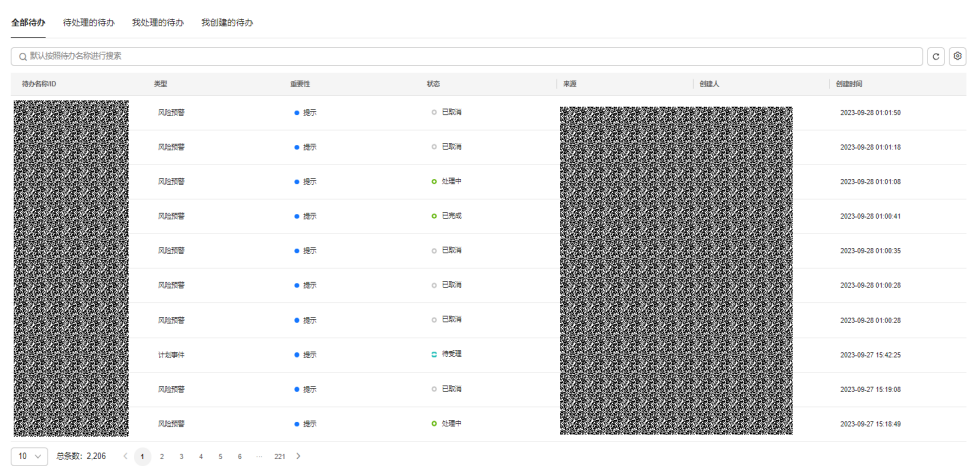 全部待办 待处理的待办 我处理的待办 我创建的待办
默认按照待办名称进行搜索
待办名称/ID 类型 重要性 状态 来源 创建人 创建时间
风险预警 提示 已取消 2023-09-28 01:01:50
风险预警 提示 已取消 2023-09-28 01:01:18
风险预警 提示 处理中 2023-09-28 01:01:08
风险预警 提示 已完成 2023-09-28 01:00:41
风险预警 提示 已取消 2023-09-28 01:00:35
风险预警 提示 已取消 2023-09-28 01:00:28
风险预警 提示 已取消 2023-09-28 01:00:28
计划事件 提示 待受理 2023-09-27 15:42:25
风险预警 提示 已取消 2023-09-27 15:19:08
风险预警 提示 处理中 2023-09-27 15:18:49
10 总条数: 2,206 < 1 2 3 4 5 6 ... 221 >